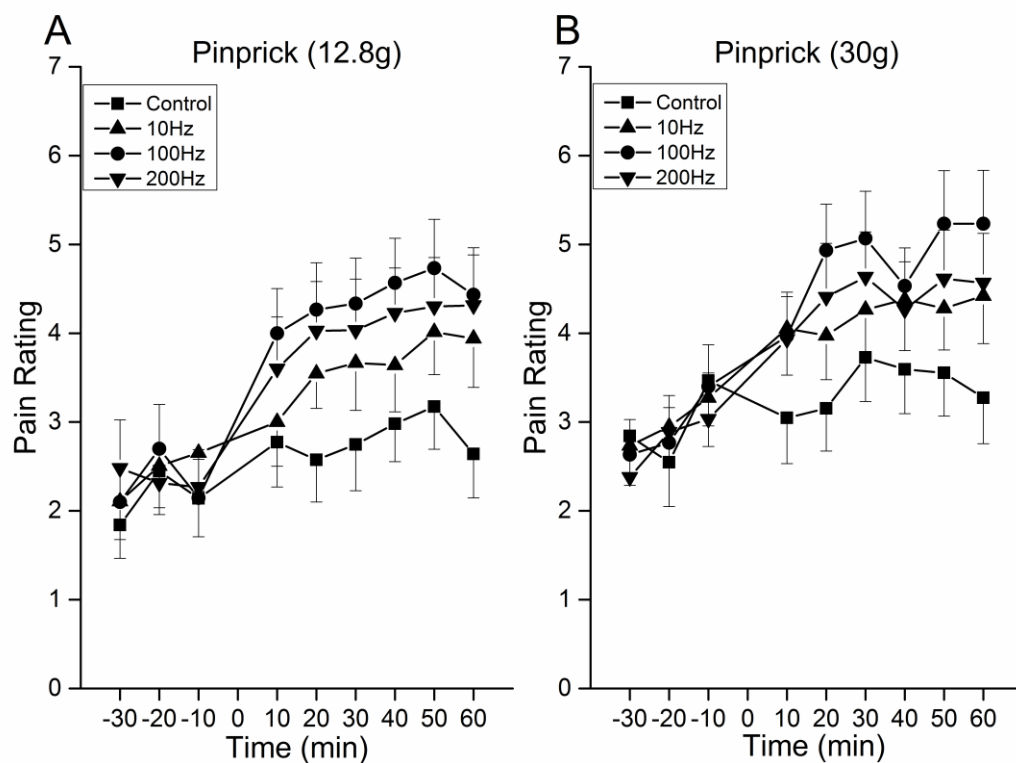 A
Pinprick (12.8g)
Control
10Hz
100Hz
200Hz
Pain Rating
7
6
5
4
3
2
1
0
-30 -20 -10 0 10 20 30 40 50 60
Time (min)
B
Pinprick (30g)
Control
10Hz
100Hz
200Hz
Pain Rating
7
6
5
4
3
2
1
0
-30 -20 -10 0 10 20 30 40 50 60
Time (min)